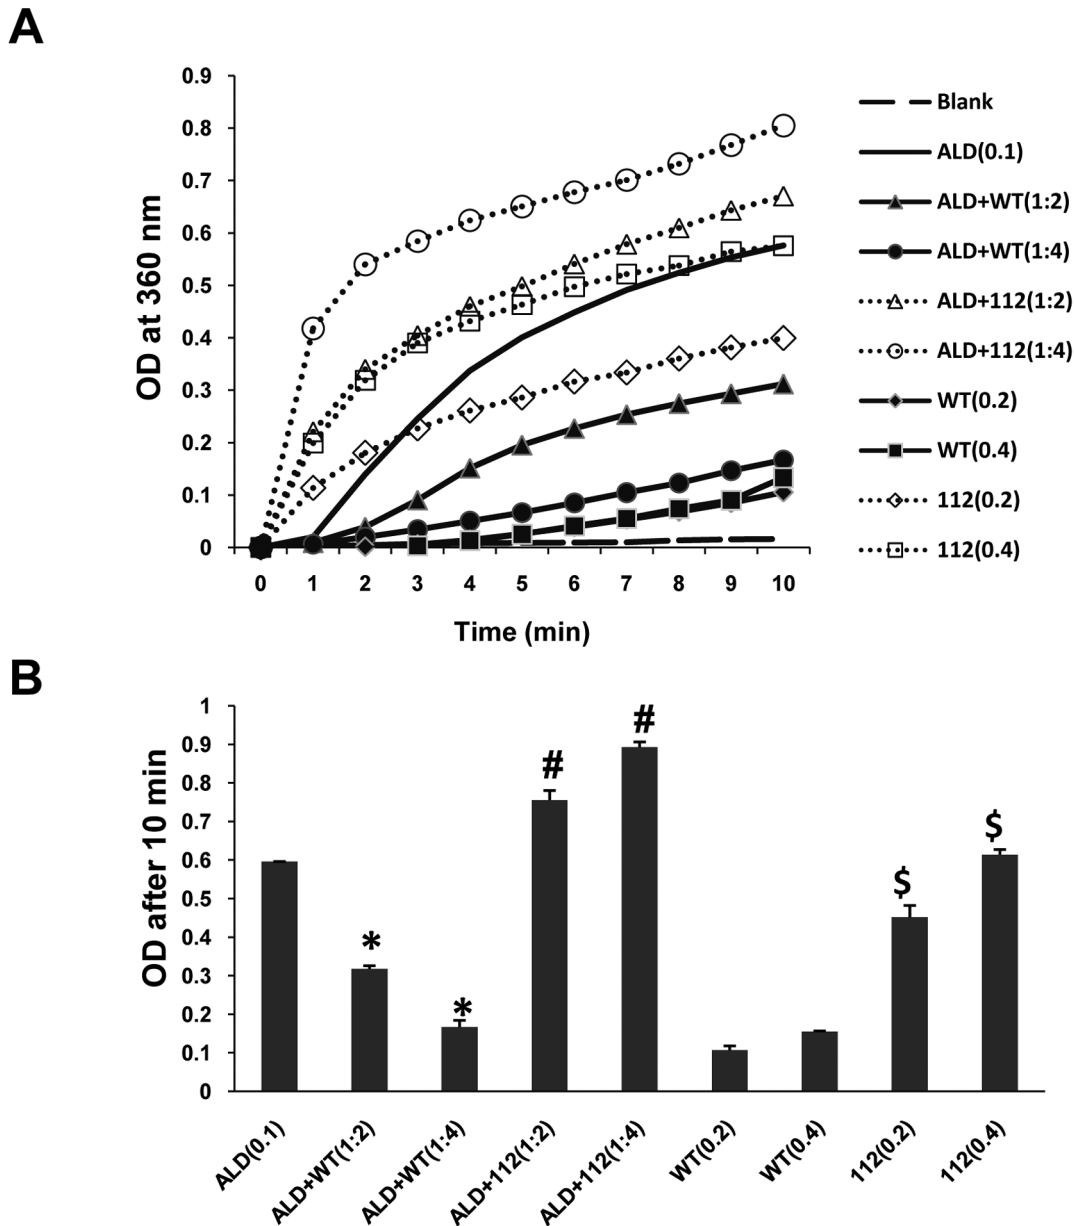 A
OD at 360 nm
0.9
0.8
0.7
0.6
0.5
0.4
0.3
0.2
0.1
0
0 1 2 3 4 5 6 7 8 9 10
Time (min)
Blank
ALD(0.1)
ALD+WT(1:2)
ALD+WT(1:4)
ALD+112(1:2)
ALD+112(1:4)
WT(0.2)
WT(0.4)
112(0.2)
112(0.4)
B
OD after 10 min
1
0.9
0.8
0.7
0.6
0.5
0.4
0.3
0.2
0.1
0
*
*
#
#
$
$
ALD(0.1)
ALD+WT(1:2)
ALD+WT(1:4)
ALD+112(1:2)
ALD+112(1:4)
WT(0.2)
WT(0.4)
112(0.2)
112(0.4)